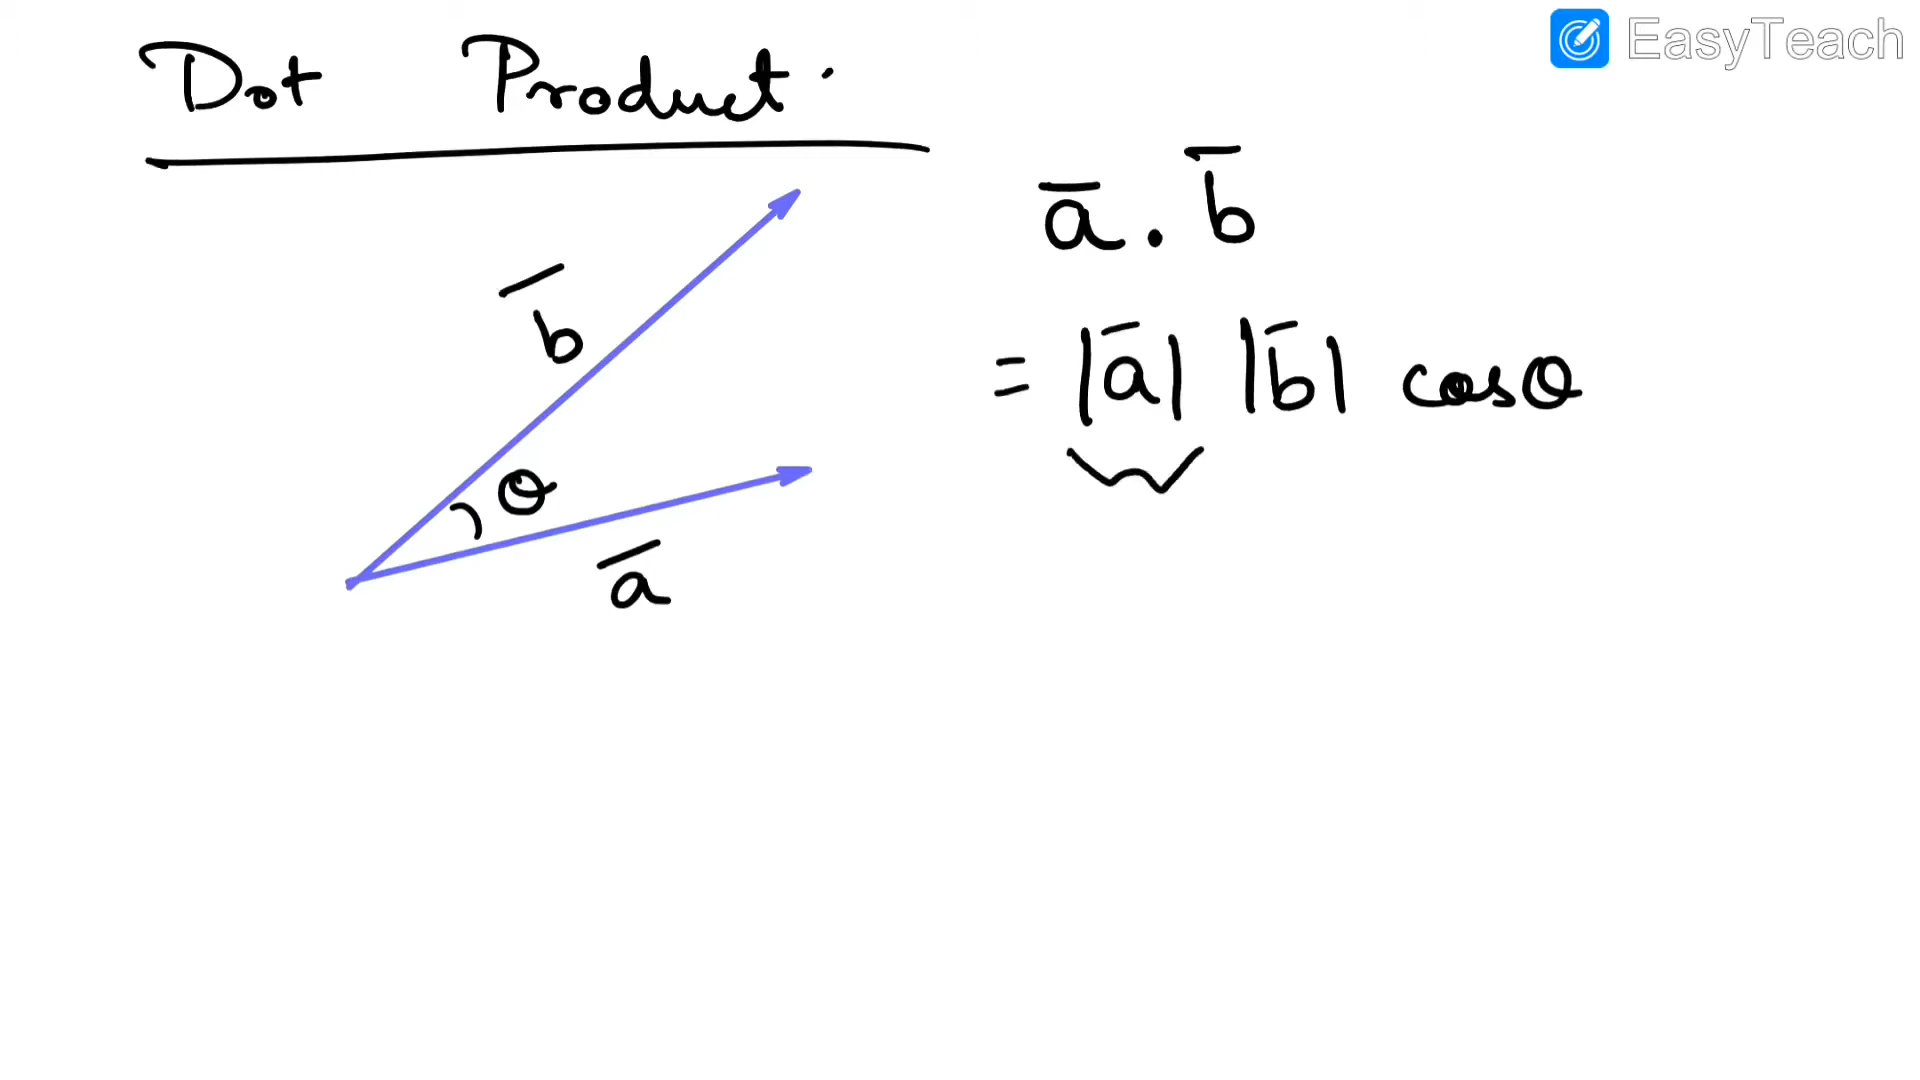 Dot Product.
EasyTeach
a̅ . b̅
= |a̅| |b̅| cosθ
b̅
θ
a̅